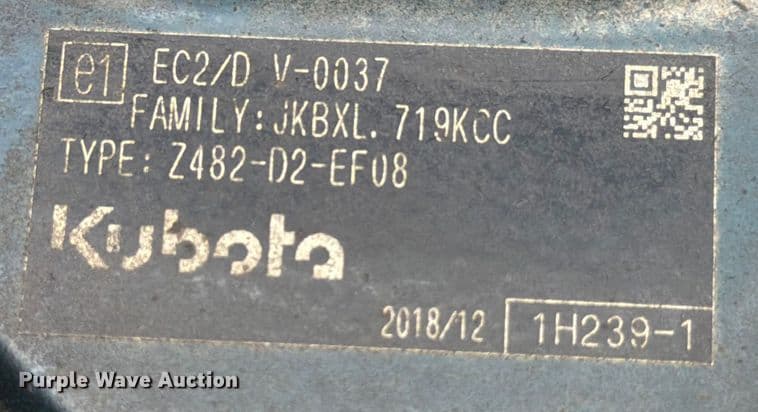 e1 EC2/D V-0037
FAMILY: JKBXL. 719KCC
TYPE: Z482-D2-EF08
Kubota
2018/12 1H239-1
Purple Wave Auction